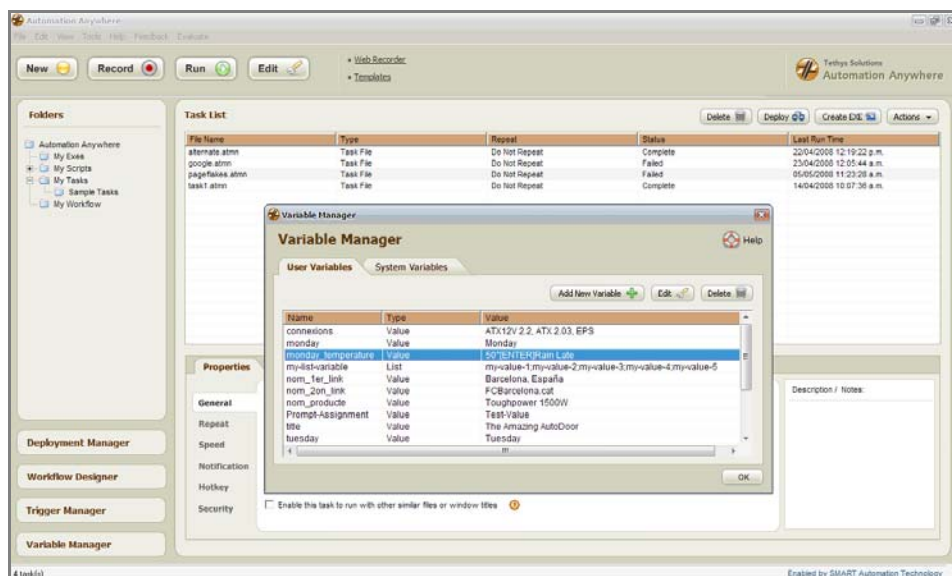 Automation Anywhere
File Edit View Tools Help Feedback Evaluate
New Record Run Edit
• Web Recorder
• Templates
Tethys Solutions
Automation Anywhere
Folders
Automation Anywhere
My Exes
My Scripts
My Tasks
Sample Tasks
My Workflow
Task List
Delete Deploy Create EXE Actions
File Name Type Repeat Status Last Run Time
alternate.atmn Task File Do Not Repeat Complete 22/04/2008 12:19:22 p.m.
google.atmn Task File Do Not Repeat Failed 23/04/2008 12:05:44 a.m.
pageflakes.atmn Task File Do Not Repeat Failed 05/05/2008 11:23:28 a.m.
task1.atmn Task File Do Not Repeat Complete 14/04/2008 10:07:36 a.m.
Variable Manager
Variable Manager
Help
User Variables System Variables
Add New Variable Edit Delete
Name Type Value
connexions Value ATX12V 2.2, ATX 2.03, EPS
monday Value Monday
monday_temperature Value 50°[ENTER]Rain Late
my-list-variable List my-value-1;my-value-2;my-value-3;my-value-4;my-value-5
nom_1er_link Value Barcelona, España
nom_2on_link Value FCBarcelona.cat
nom_producte Value Toughpower 1500W
Prompt-Assignment Value Test-Value
title Value The Amazing AutoDoor
tuesday Value Tuesday
OK
Properties
General
Repeat
Speed
Notification
Hotkey
Security
Description / Notes:
Enable this task to run with other similar files or window titles
Deployment Manager
Workflow Designer
Trigger Manager
Variable Manager
4 task(s)
Enabled by SMART Automation Technology